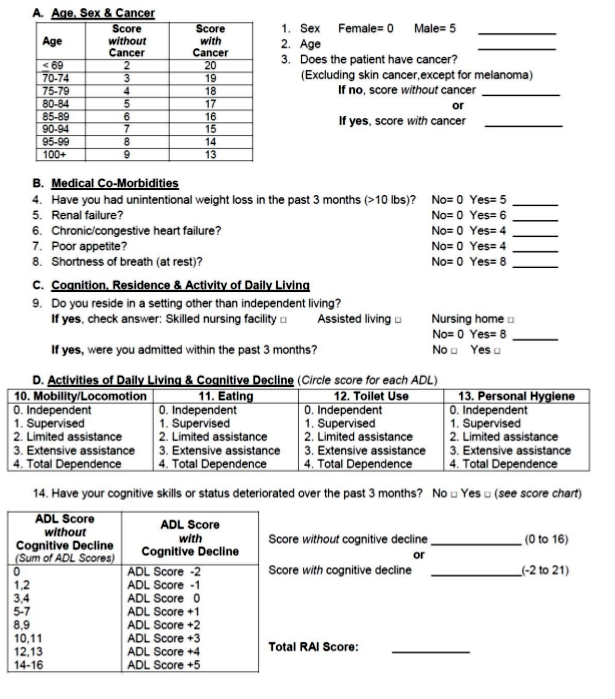 A. Age, Sex & Cancer
Age Score without Cancer Score with Cancer
≤ 69 2 20
70-74 3 19
75-79 4 18
80-84 5 17
85-89 6 16
90-94 7 15
95-99 8 14
100+ 9 13
1. Sex Female= 0 Male= 5 ________
2. Age ________
3. Does the patient have cancer?
(Excluding skin cancer,except for melanoma)
If no, score without cancer ________
or
If yes, score with cancer ________
B. Medical Co-Morbidities
4. Have you had unintentional weight loss in the past 3 months (>10 lbs)? No= 0 Yes= 5 ______
5. Renal failure? No= 0 Yes= 6 ______
6. Chronic/congestive heart failure? No= 0 Yes= 4 ______
7. Poor appetite? No= 0 Yes= 4 ______
8. Shortness of breath (at rest)? No= 0 Yes= 8 ______
C. Cognition, Residence & Activity of Daily Living
9. Do you reside in a setting other than independent living?
If yes, check answer: Skilled nursing facility □ Assisted living □ Nursing home □
No= 0 Yes= 8 ______
If yes, were you admitted within the past 3 months? No □ Yes □
D. Activities of Daily Living & Cognitive Decline (Circle score for each ADL)
10. Mobility/Locomotion 11. Eating 12. Toilet Use 13. Personal Hygiene
0. Independent 0. Independent 0. Independent 0. Independent
1. Supervised 1. Supervised 1. Supervised 1. Supervised
2. Limited assistance 2. Limited assistance 2. Limited assistance 2. Limited assistance
3. Extensive assistance 3. Extensive assistance 3. Extensive assistance 3. Extensive assistance
4. Total Dependence 4. Total Dependence 4. Total Dependence 4. Total Dependence
14. Have your cognitive skills or status deteriorated over the past 3 months? No □ Yes □ (see score chart)
ADL Score without Cognitive Decline (Sum of ADL Scores) ADL Score with Cognitive Decline
0 ADL Score -2
1,2 ADL Score -1
3,4 ADL Score 0
5-7 ADL Score +1
8,9 ADL Score +2
10,11 ADL Score +3
12,13 ADL Score +4
14-16 ADL Score +5
Score without cognitive decline ________ (0 to 16)
or
Score with cognitive decline ________ (-2 to 21)
Total RAI Score: ________